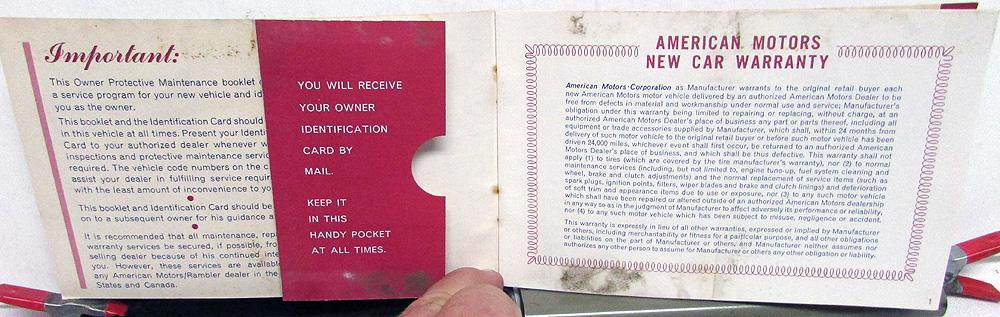 Important:
This Owner Protective Maintenance booklet
a service program for your new vehicle and id
you as the owner.
This booklet and the Identification Card should
in this vehicle at all times. Present your Identi
Card to your authorized dealer whenever w
inspections and protective maintenance servic
required. The vehicle code numbers on the c
assist your dealer in fulfilling service requir
with the least amount of inconvenience to yo
This booklet and Identification Card should be
on to a subsequent owner for his guidance a
It is recommended that all maintenance, repa
warranty services be secured, if possible, fro
selling dealer because of his continued inte
you. However, these services are availabl
any American Motors/Rambler dealer in the
States and Canada.
YOU WILL RECEIVE
YOUR OWNER
IDENTIFICATION
CARD BY
MAIL.
KEEP IT
IN THIS
HANDY POCKET
AT ALL TIMES.
AMERICAN MOTORS
NEW CAR WARRANTY
American Motors Corporation as Manufacturer warrants to the original retail buyer each
new American Motors motor vehicle delivered by an authorized American Motors Dealer to be
free from defects in material and workmanship under normal use and service; Manufacturer's
obligation under this warranty being limited to repairing or replacing, without charge, at an
authorized American Motors Dealer's place of business any part or parts thereof, including all
equipment or trade accessories supplied by Manufacturer, which shall, within 24 months from
delivery of such motor vehicle to the original retail buyer or before such motor vehicle has been
driven 24,000 miles, whichever event shall first occur, be returned to an authorized American
Motors Dealer's place of business, and which shall be thus defective. This warranty shall not
apply (1) to tires (which are covered by the tire manufacturer's warranty), nor (2) to normal
maintenance services (including, but not limited to, engine tune-up, fuel system cleaning and
wheel, brake and clutch adjustments) and the normal replacement of service items (such as
spark plugs, ignition points, filters, wiper blades and brake and clutch linings) and deterioration
of soft trim and appearance items due to use or exposure, nor (3) to any such motor vehicle
which shall have been repaired or altered outside of an authorized American Motors dealership
in any way so as in the judgment of Manufacturer to affect adversely its performance or reliability,
nor (4) to any such motor vehicle which has been subject to misuse, negligence or accident.
This warranty is expressly in lieu of all other warranties, expressed or implied by Manufacturer
or others, including merchantability or fitness for a particular purpose, and all other obligations
or liabilities on the part of Manufacturer or others, and Manufacturer neither assumes nor
authorizes any other person to assume for Manufacturer or others any other obligation or liability.
1